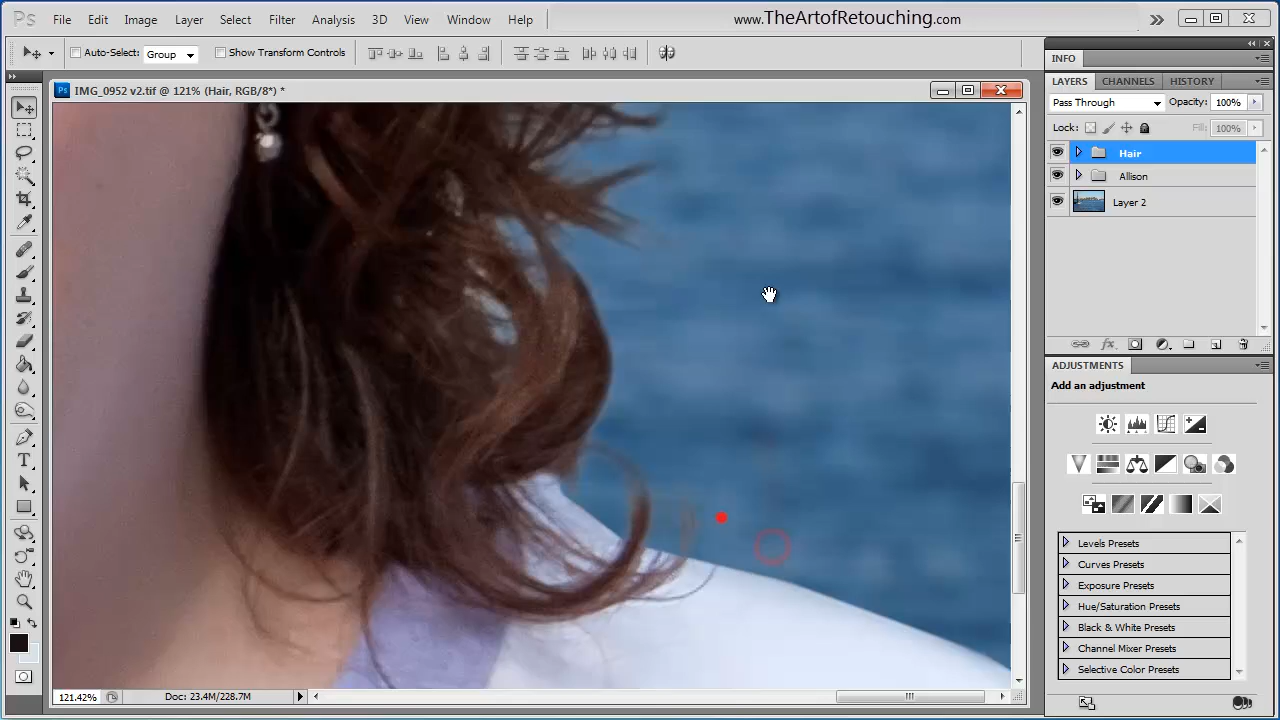 Ps File Edit Image Layer Select Filter Analysis 3D View Window Help www.TheArtofRetouching.com
Auto-Select: Group Show Transform Controls
INFO
IMG_0952 v2.tif @ 121% (Hair, RGB/8*) *
LAYERS CHANNELS HISTORY
Pass Through Opacity: 100%
Lock: Fill: 100%
Hair
Allison
Layer 2
fx
ADJUSTMENTS
Add an adjustment
T
Levels Presets
Curves Presets
Exposure Presets
Hue/Saturation Presets
Black & White Presets
Channel Mixer Presets
Selective Color Presets
121.42% Doc: 23.4M/228.7M